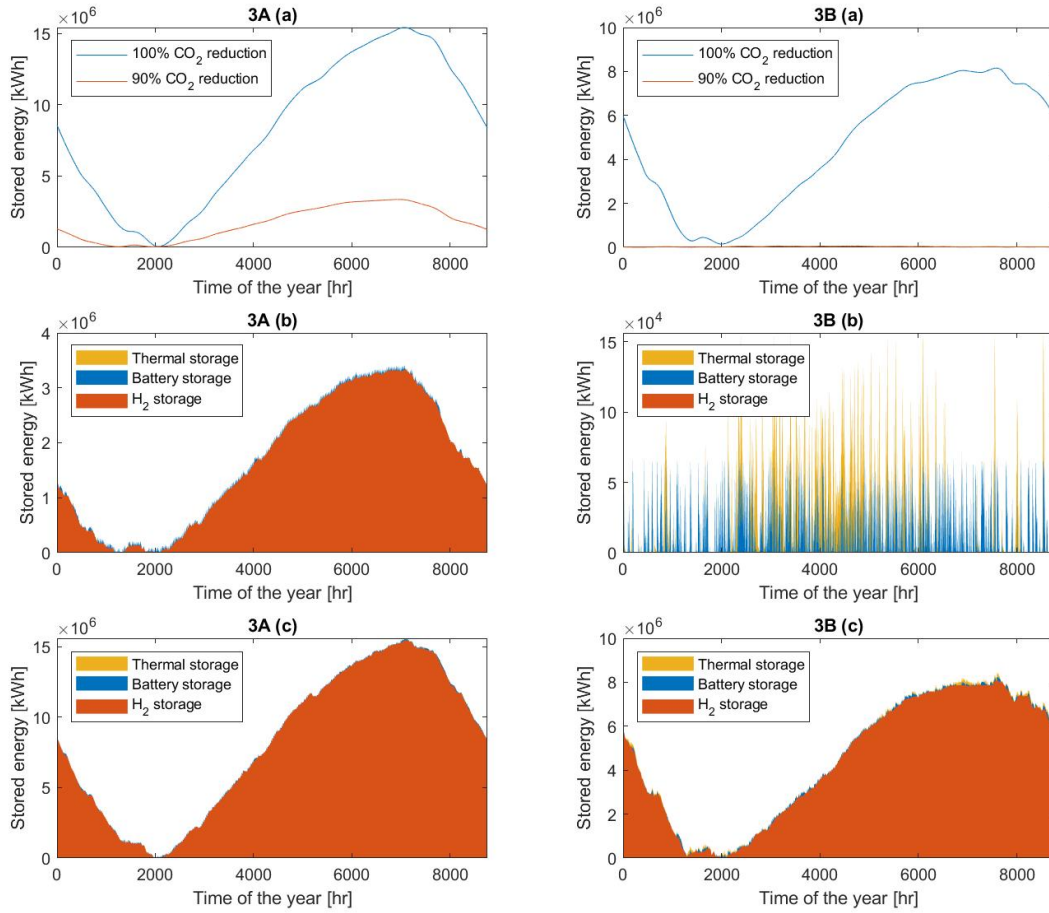 3A (a)
×10⁶
15
10
5
0
Stored energy [kWh]
100% CO₂ reduction
90% CO₂ reduction
0 2000 4000 6000 8000
Time of the year [hr]
3B (a)
10
8
6
4
2
0
×10⁶
Stored energy [kWh]
100% CO₂ reduction
90% CO₂ reduction
0 2000 4000 6000 8000
Time of the year [hr]
3A (b)
×10⁶
4
3
2
1
0
Stored energy [kWh]
Thermal storage
Battery storage
H₂ storage
0 2000 4000 6000 8000
Time of the year [hr]
3B (b)
×10⁴
15
10
5
0
Stored energy [kWh]
Thermal storage
Battery storage
H₂ storage
0 2000 4000 6000 8000
Time of the year [hr]
3A (c)
×10⁶
15
10
5
0
Stored energy [kWh]
Thermal storage
Battery storage
H₂ storage
0 2000 4000 6000 8000
Time of the year [hr]
3B (c)
×10⁶
10
8
6
4
2
0
Stored energy [kWh]
Thermal storage
Battery storage
H₂ storage
0 2000 4000 6000 8000
Time of the year [hr]